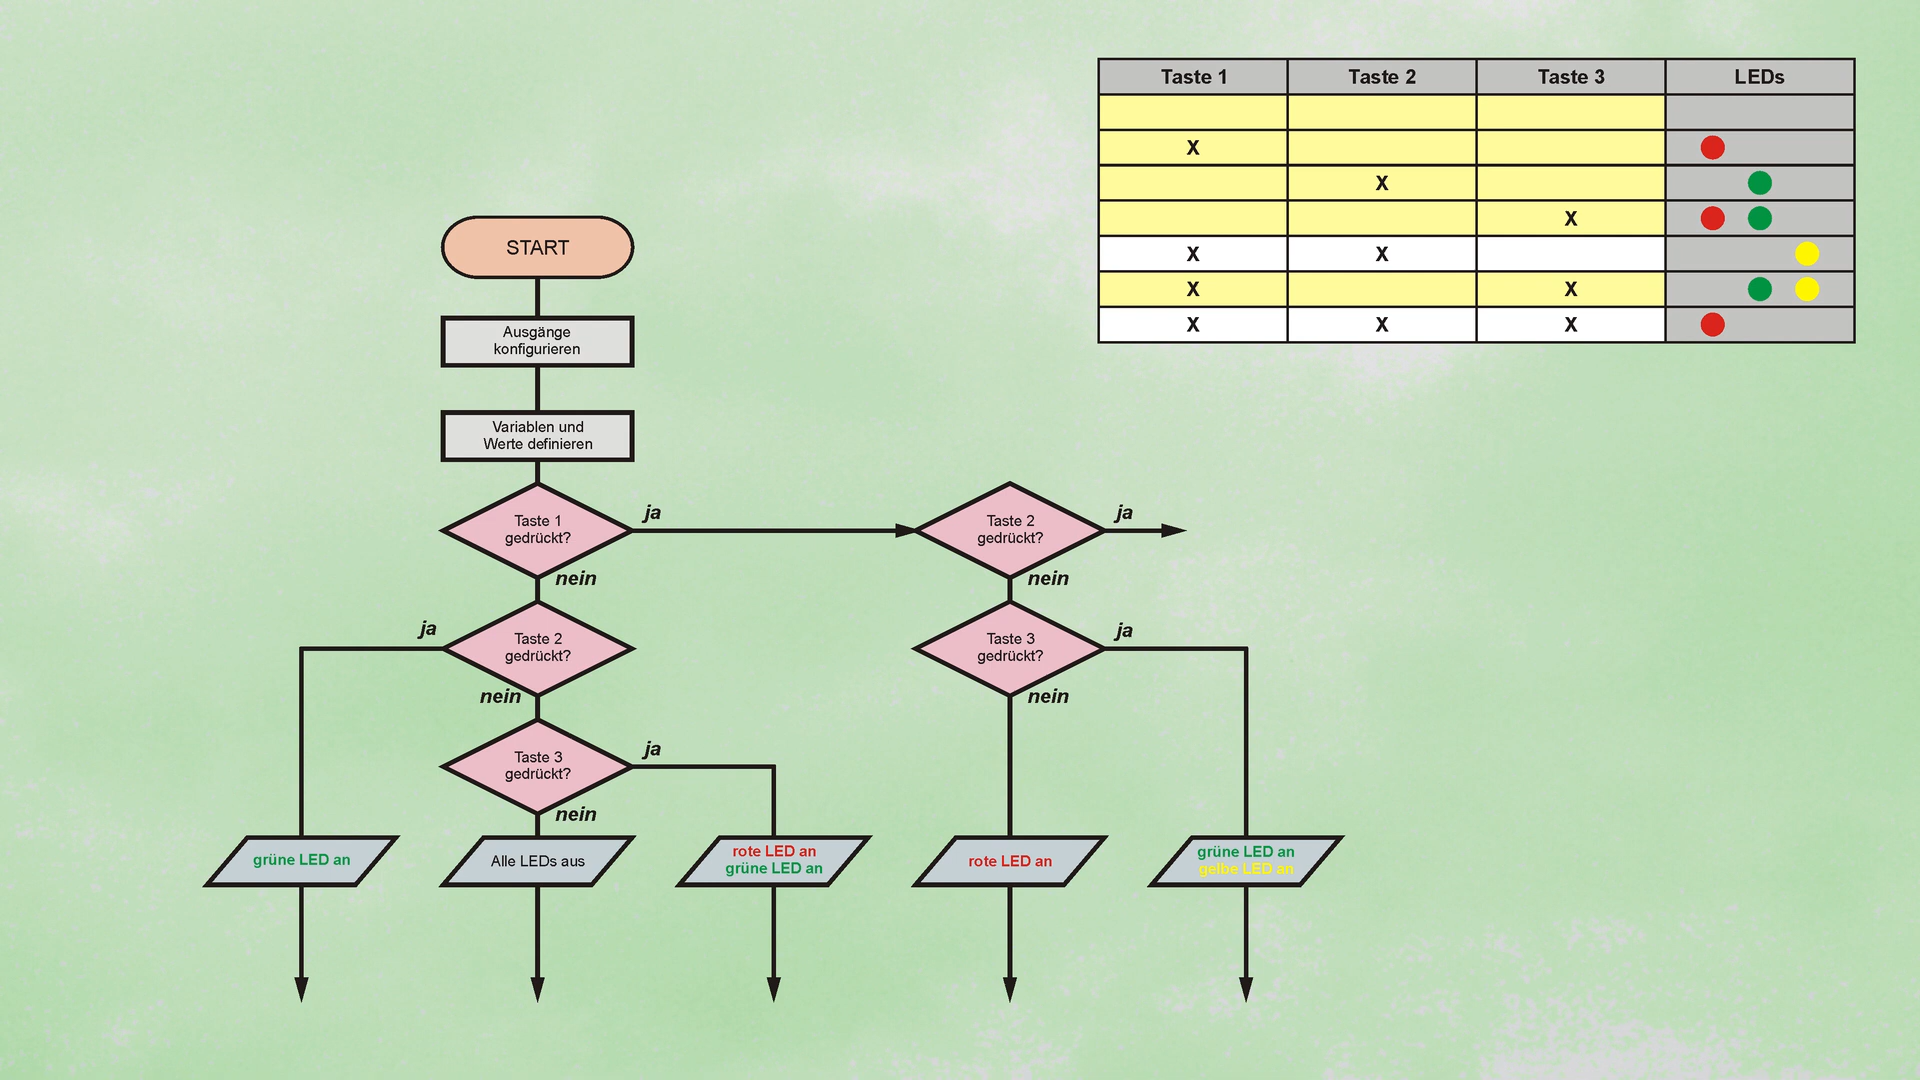 Taste 1 Taste 2 Taste 3 LEDs
X
X
X
X X
X X
X X X
START
Ausgänge
konfigurieren
Variablen und
Werte definieren
Taste 1
gedrückt?
ja
nein
Taste 2
gedrückt?
ja
nein
Taste 2
gedrückt?
ja
nein
Taste 3
gedrückt?
ja
nein
Taste 3
gedrückt?
ja
nein
grüne LED an
Alle LEDs aus
rote LED an
grüne LED an
rote LED an
grüne LED an
gelbe LED an